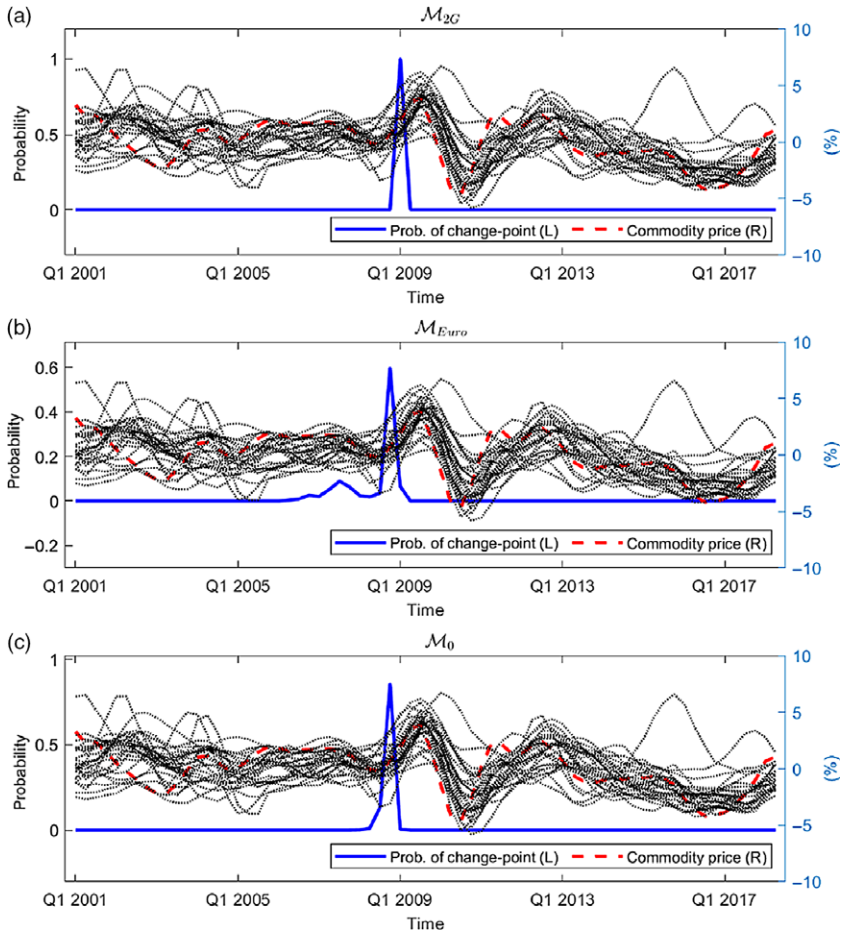 (a)
M2G
1
0.5
0
Probability
10
5
0
−5
−10
(%)
Prob. of change-point (L) Commodity price (R)
Q1 2001 Q1 2005 Q1 2009 Q1 2013 Q1 2017
Time
(b)
MEuro
0.6
0.4
0.2
0
−0.2
Probability
10
5
0
−5
−10
(%)
Prob. of change-point (L) Commodity price (R)
Q1 2001 Q1 2005 Q1 2009 Q1 2013 Q1 2017
Time
(c)
M0
1
0.5
0
Probability
10
5
0
−5
−10
(%)
Prob. of change-point (L) Commodity price (R)
Q1 2001 Q1 2005 Q1 2009 Q1 2013 Q1 2017
Time